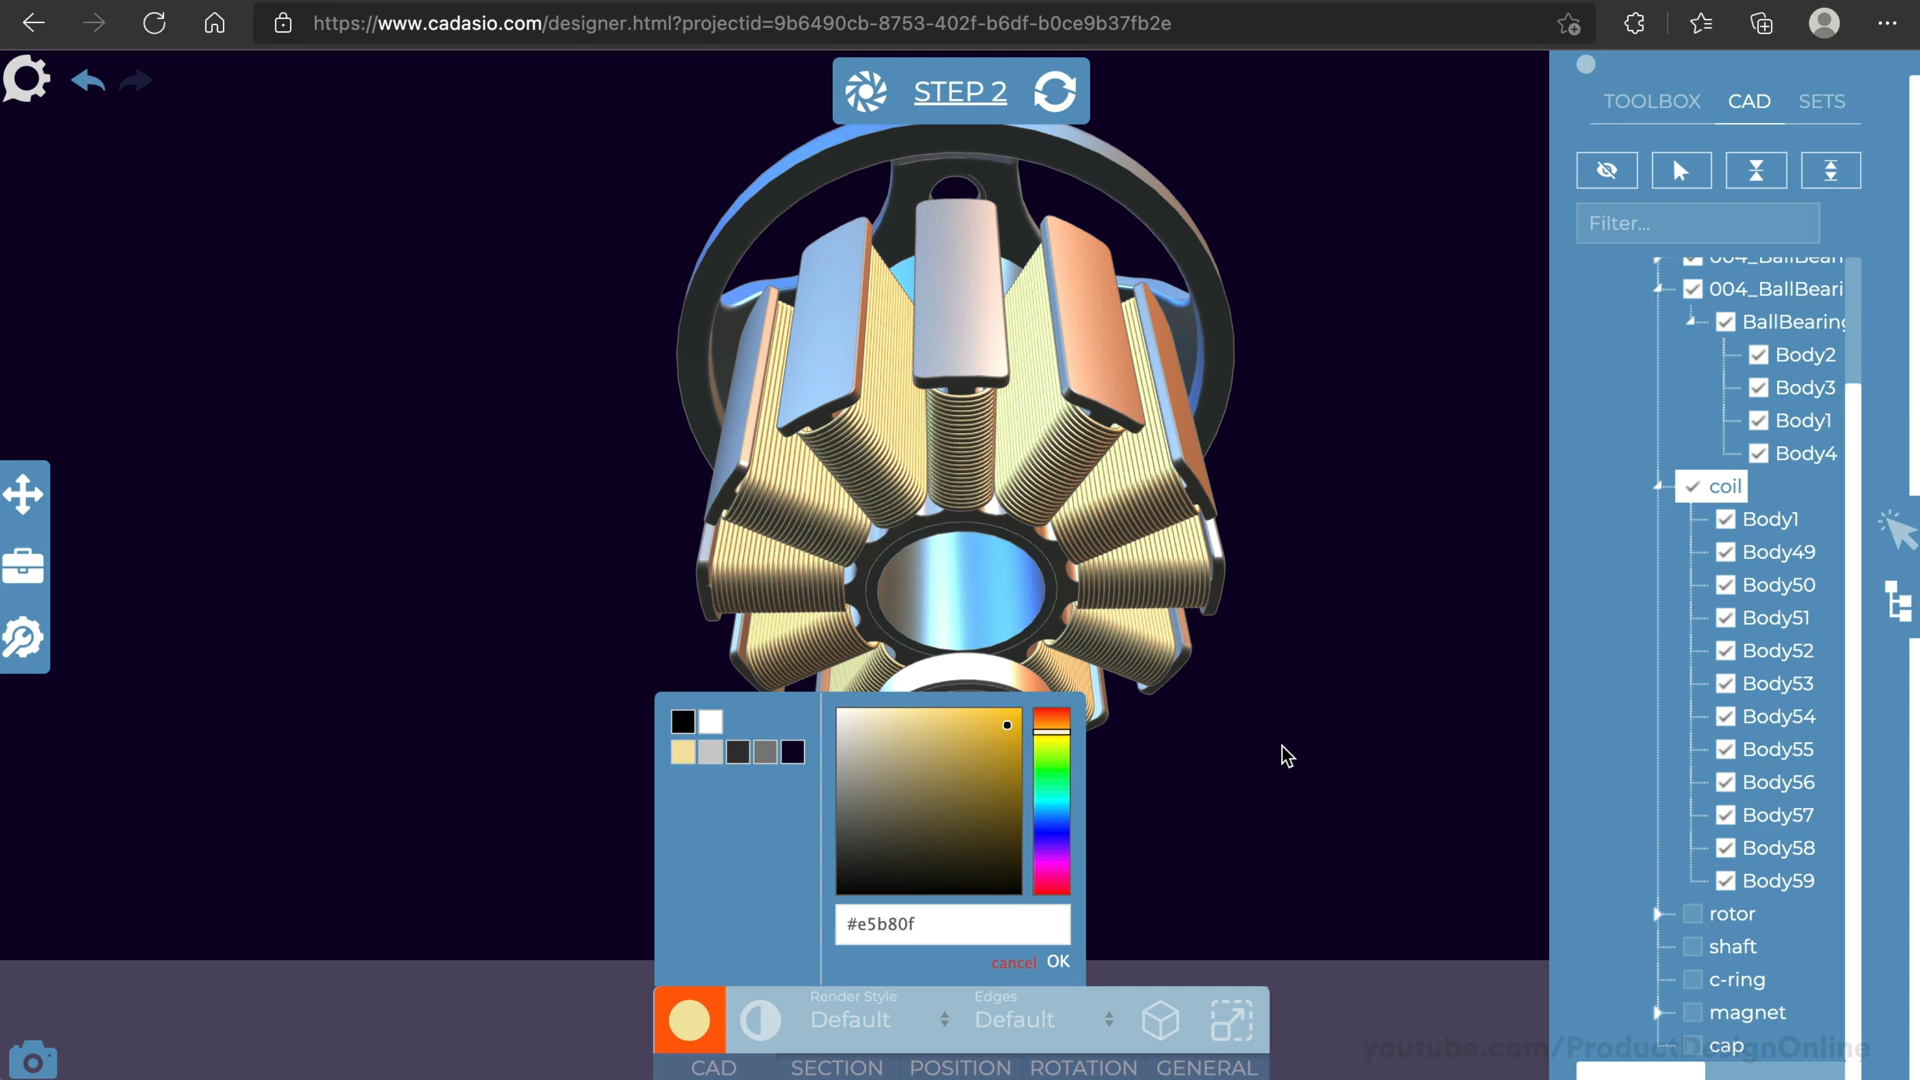 https://www.cadasio.com/designer.html?projectid=9b6490cb-8753-402f-b6df-b0ce9b37fb2e
STEP 2
TOOLBOX CAD SETS
Filter...
004_BallBeari
004_BallBeari
BallBearing
Body2
Body3
Body1
Body4
coil
Body1
Body49
Body50
Body51
Body52
Body53
Body54
Body55
Body56
Body57
Body58
Body59
rotor
shaft
c-ring
magnet
cap
#e5b80f
cancel OK
Render Style Edges
Default Default
CAD SECTION POSITION ROTATION GENERAL
youtube.com/ProductDesignOnline